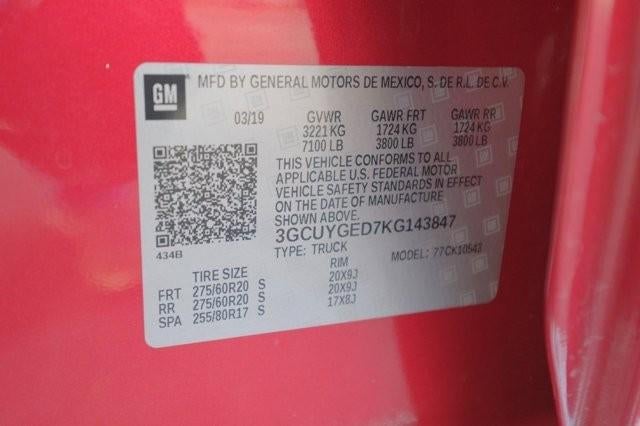 GM
MFD BY GENERAL MOTORS DE MEXICO, S. DE R.L. DE C.V.
03/19 GVWR GAWR FRT GAWR RR
3221 KG 1724 KG 1724 KG
7100 LB 3800 LB 3800 LB
THIS VEHICLE CONFORMS TO ALL
APPLICABLE U.S. FEDERAL MOTOR
VEHICLE SAFETY STANDARDS IN EFFECT
ON THE DATE OF MANUFACTURE
SHOWN ABOVE.
3GCUYGED7KG143847
434B
TYPE: TRUCK MODEL: 77CK10543
TIRE SIZE RIM
FRT 275/60R20 S 20X9J
RR 275/60R20 S 20X9J
SPA 255/80R17 S 17X8J